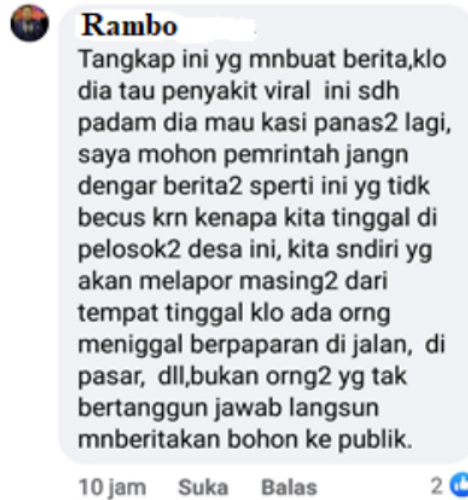 Rambo
Tangkap ini yg mnbuat berita,klo
dia tau penyakit viral ini sdh
padam dia mau kasi panas2 lagi,
saya mohon pemrintah jangn
dengar berita2 sperti ini yg tidk
becus krn kenapa kita tinggal di
pelosok2 desa ini, kita sndiri yg
akan melapor masing2 dari
tempat tinggal klo ada orng
meniggal berpaparan di jalan, di
pasar, dll,bukan orng2 yg tak
bertanggun jawab langsun
mnberitakan bohon ke publik.
10 jam Suka Balas 2